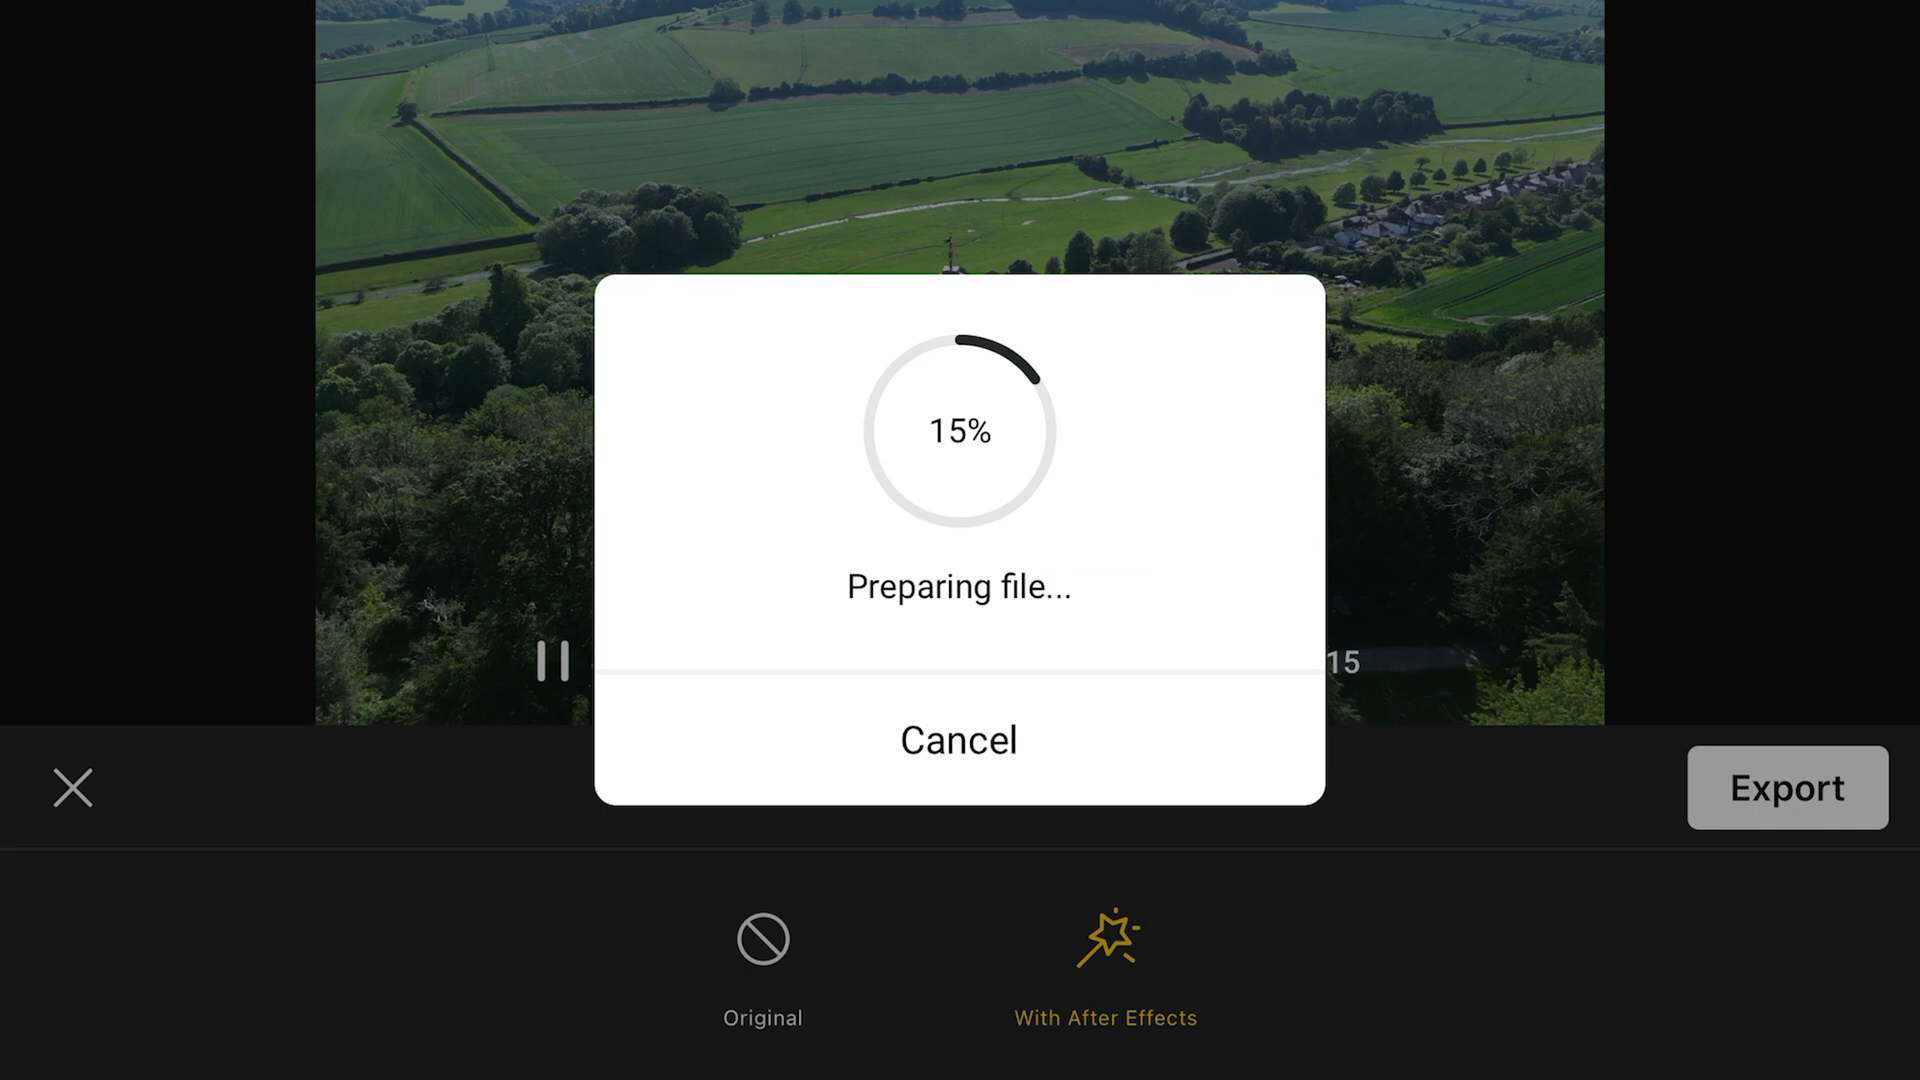 15%
Preparing file...
15
Cancel
Export
Original
With After Effects